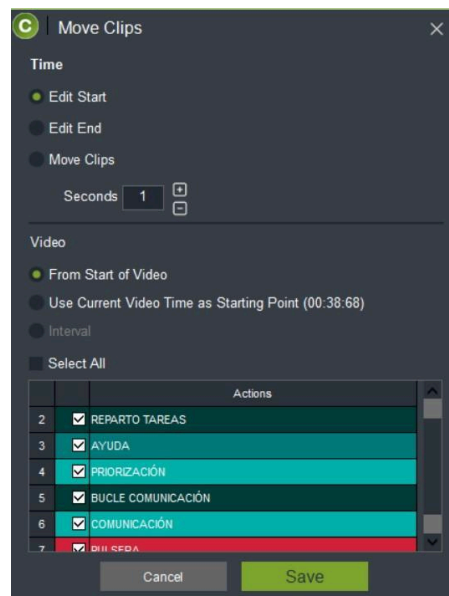 C Move Clips
Time
Edit Start
Edit End
Move Clips
Seconds 1
Video
From Start of Video
Use Current Video Time as Starting Point (00:38:68)
Interval
Select All
Actions
2 REPARTO TAREAS
3 AYUDA
4 PRIORIZACIÓN
5 BUCLE COMUNICACIÓN
6 COMUNICACIÓN
7 PULSERA
Cancel Save